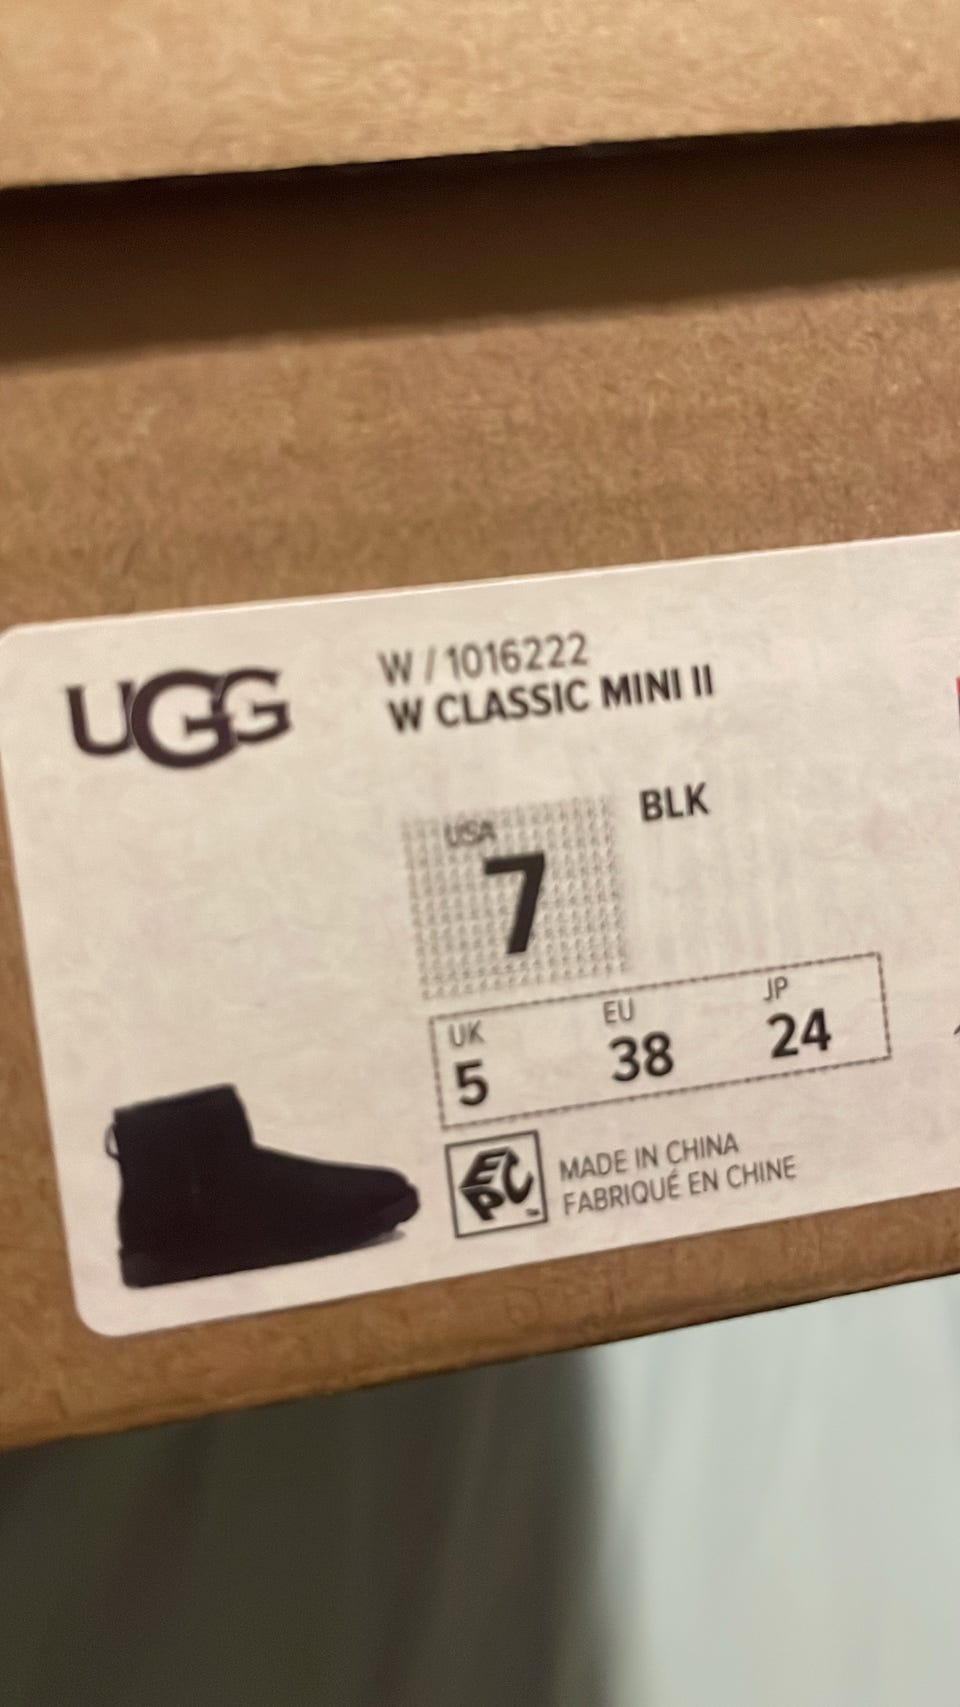 UGG
W / 1016222
W CLASSIC MINI II
BLK
USA
7
UK EU JP
5 38 24
EPC
MADE IN CHINA
FABRIQUÉ EN CHINE